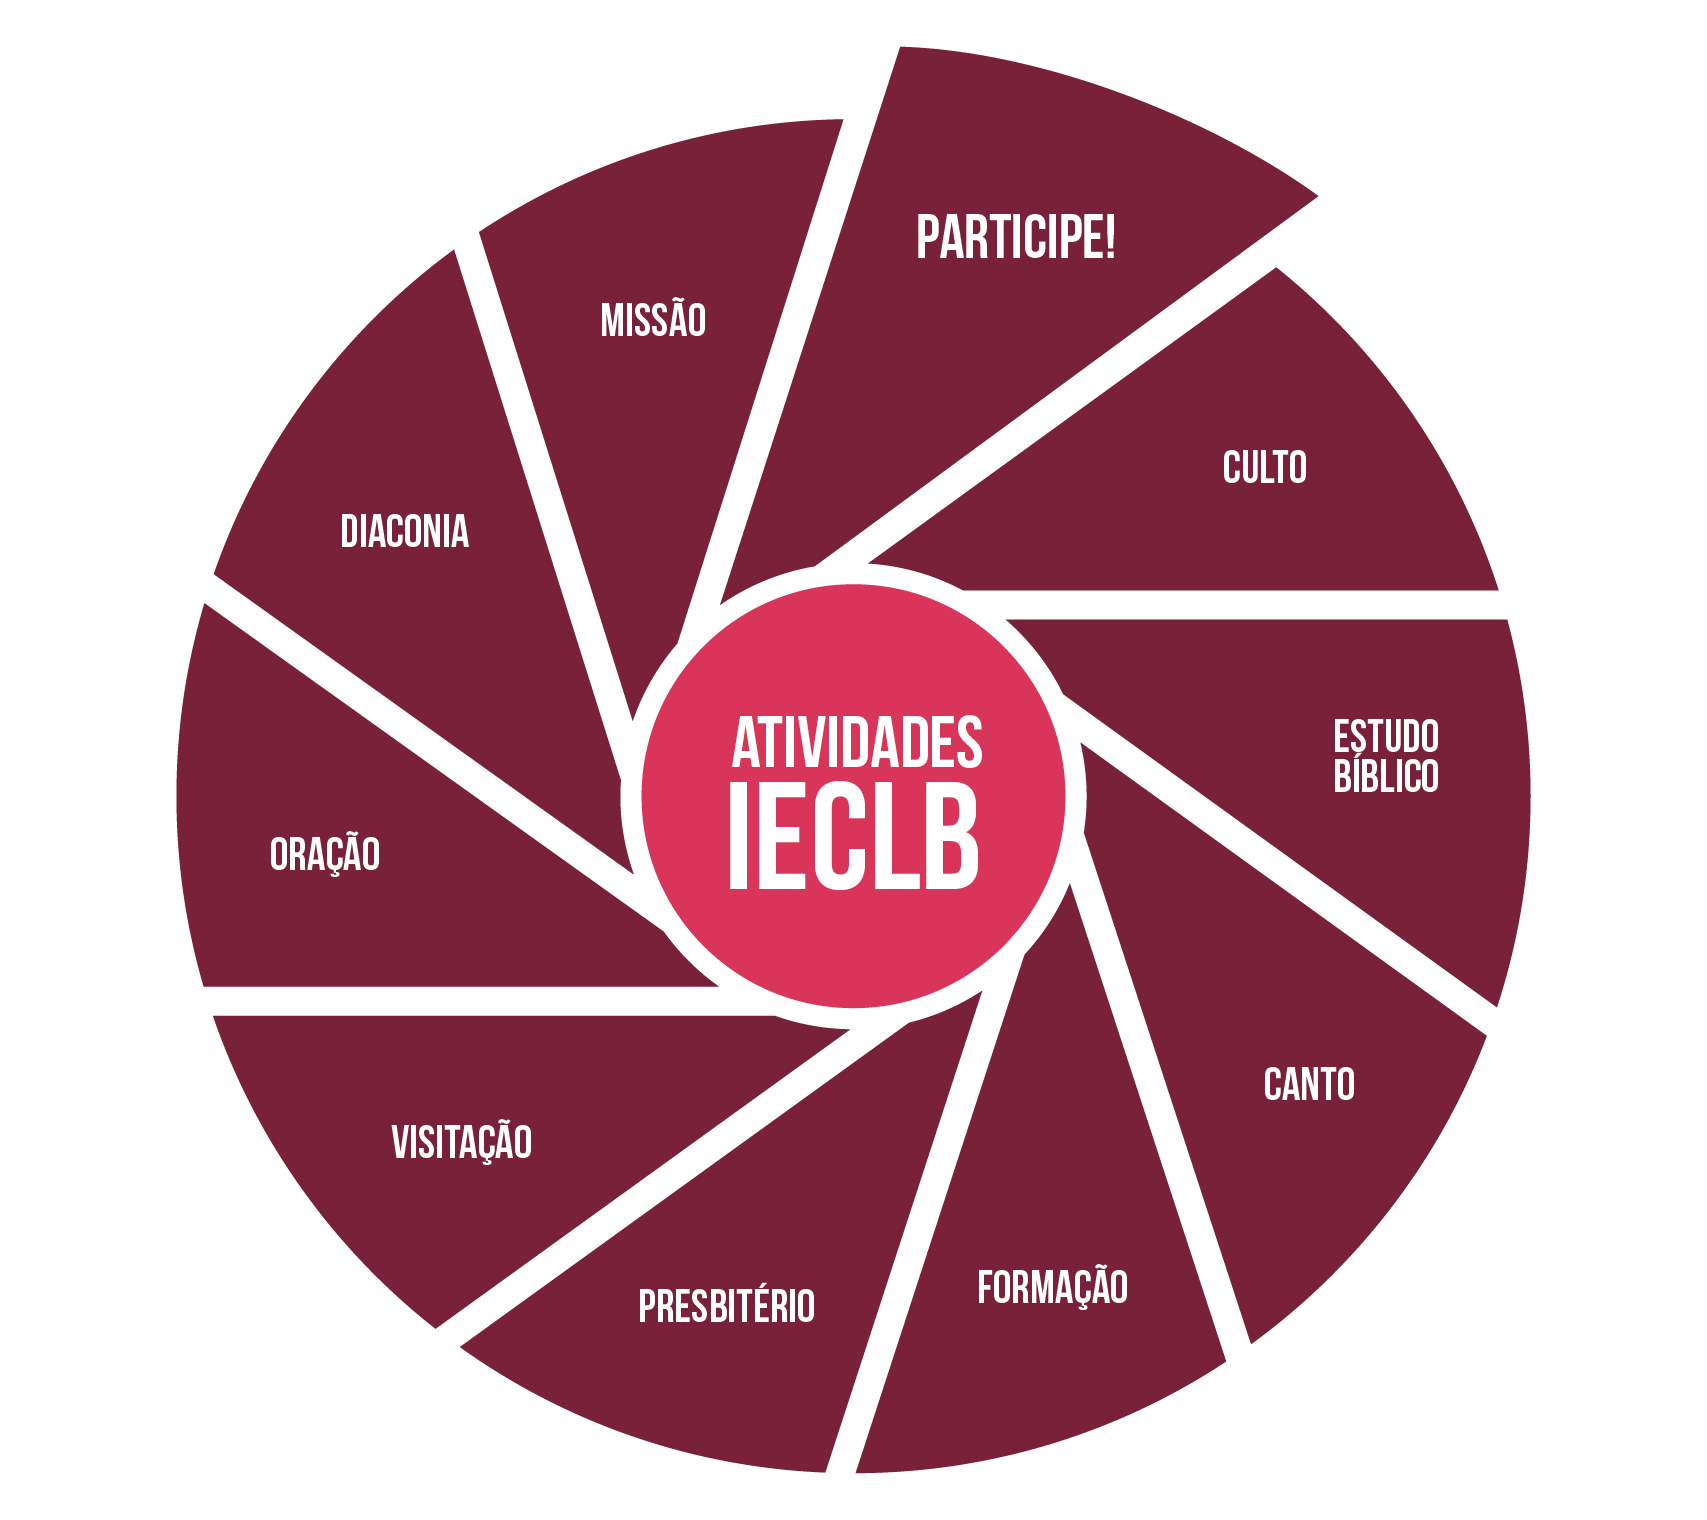 PARTICIPE!
CULTO
ESTUDO
BÍBLICO
CANTO
FORMAÇÃO
PRESBITÉRIO
VISITAÇÃO
ORAÇÃO
DIACONIA
MISSÃO
ATIVIDADES
IECLB